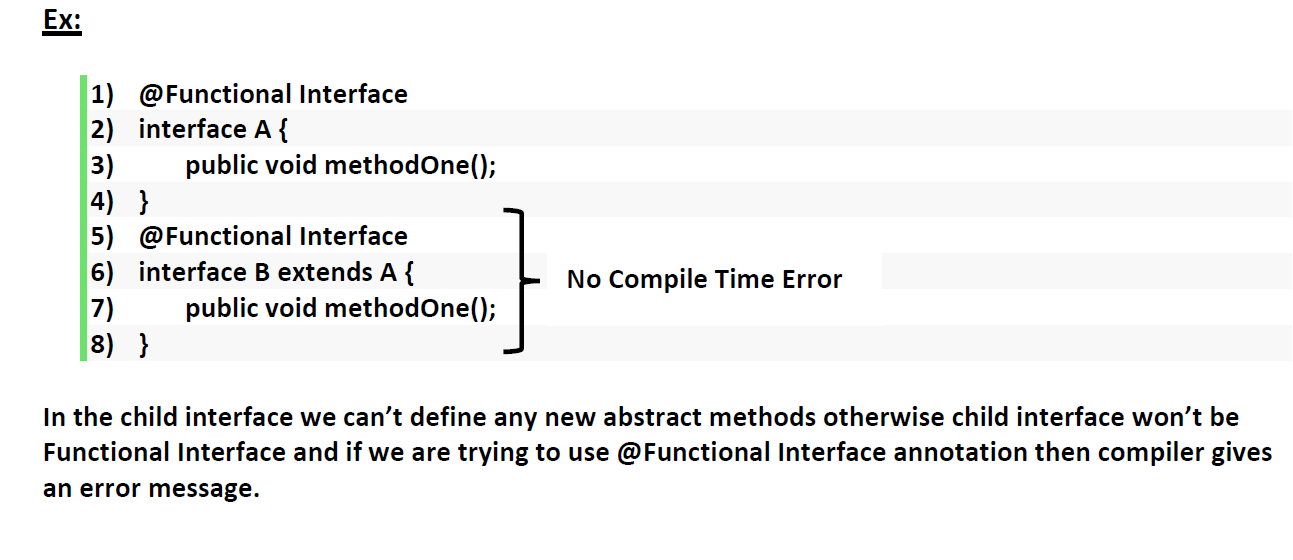 Ex:
1) @Functional Interface
2) interface A {
3) public void methodOne();
4) }
5) @Functional Interface
6) interface B extends A {
No Compile Time Error
7) public void methodOne();
8) }
In the child interface we can’t define any new abstract methods otherwise child interface won’t be
Functional Interface and if we are trying to use @Functional Interface annotation then compiler gives
an error message.